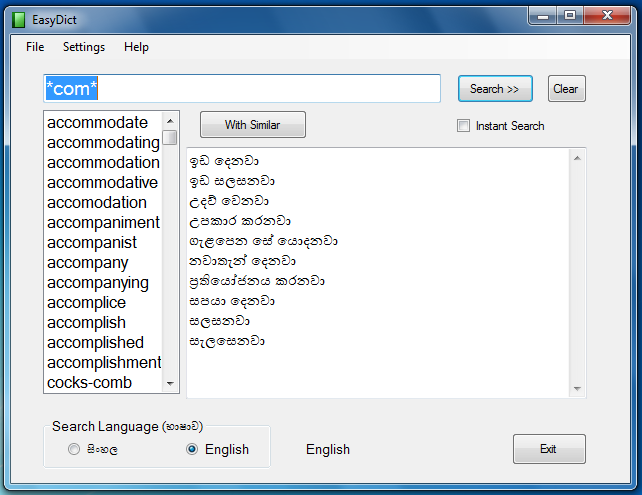 EasyDict
File Settings Help
*com*
Search >>
Clear
With Similar
Instant Search
accommodate
accommodating
accommodation
accommodative
accomodation
accompaniment
accompanist
accompany
accompanying
accomplice
accomplish
accomplished
accomplishment
cocks-comb
ඉඩ දෙනවා
ඉඩ සලසනවා
උදව් වෙනවා
උපකාර කරනවා
ගැළපෙන සේ යොදනවා
නවාතැන් දෙනවා
ප්‍රතියෝජනය කරනවා
සපයා දෙනවා
සලසනවා
සැලසෙනවා
Search Language (භාෂාව)
සිංහල
English
English
Exit